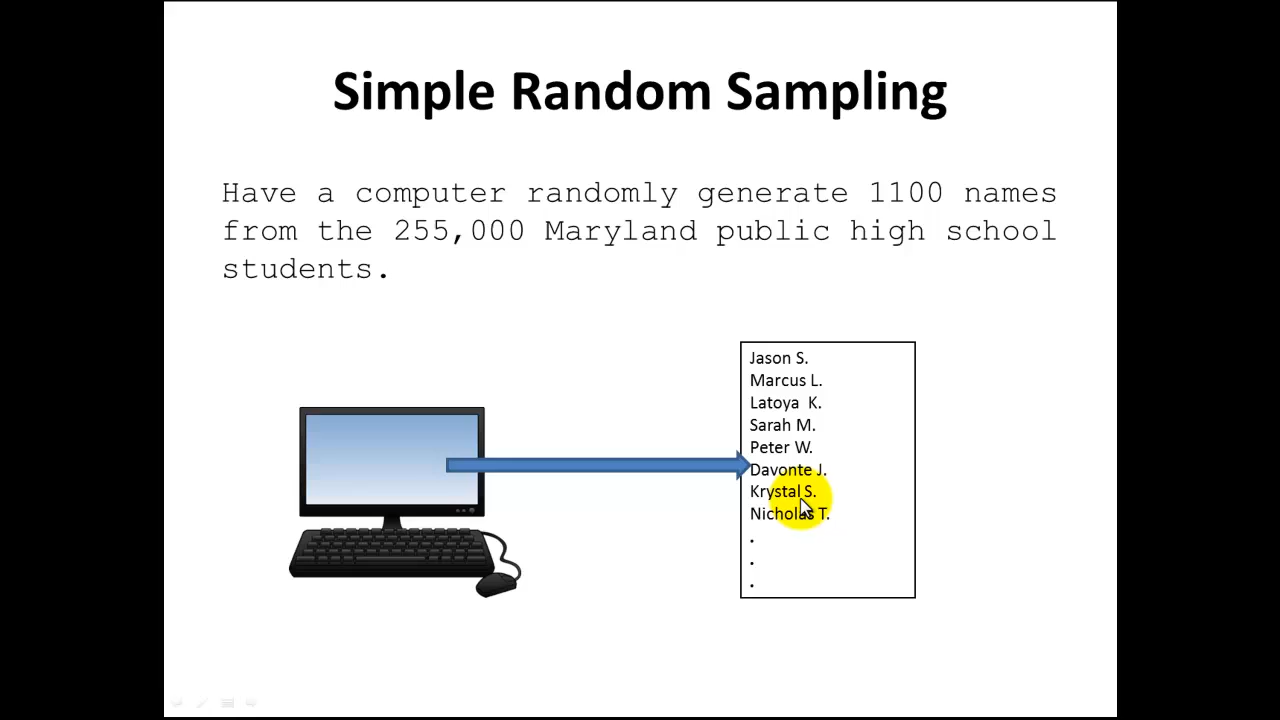 Simple Random Sampling
Have a computer randomly generate 1100 names
from the 255,000 Maryland public high school
students.
Jason S.
Marcus L.
Latoya  K.
Sarah M.
Peter W.
Davonte J.
Krystal S.
Nicholas T.
.
.
.